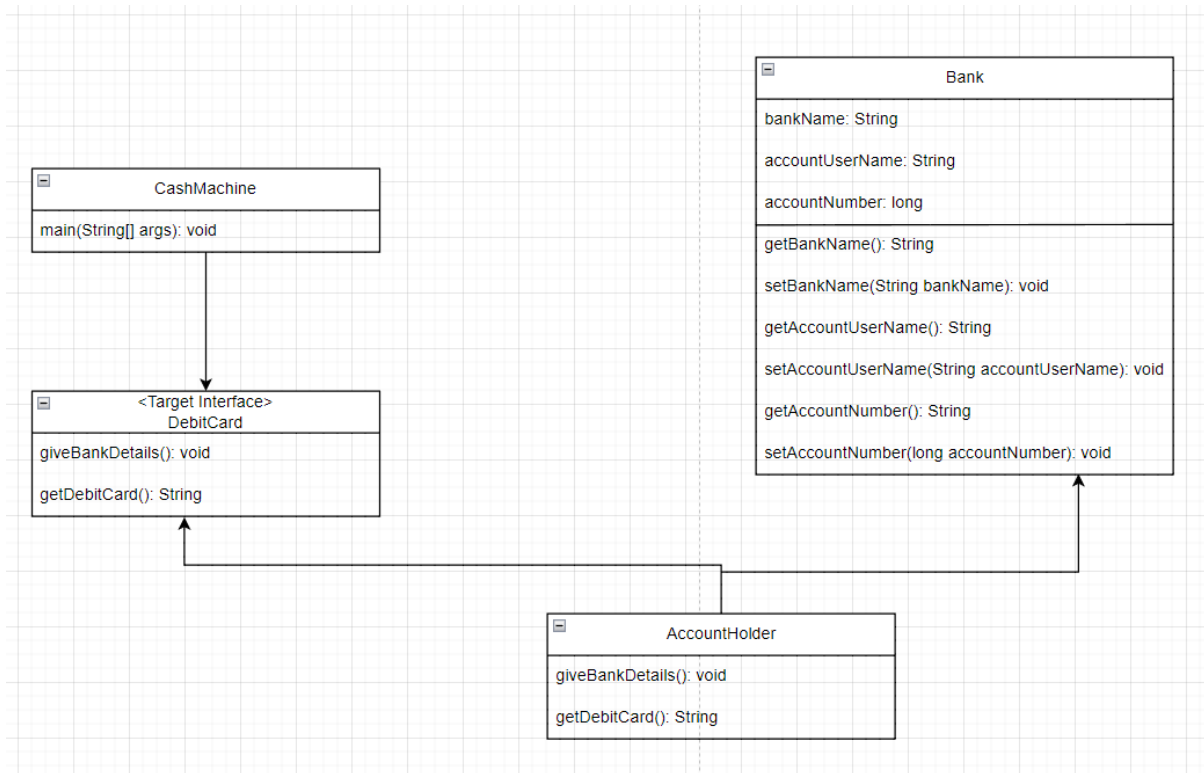 Bank
bankName: String
accountUserName: String
accountNumber: long
getBankName(): String
setBankName(String bankName): void
getAccountUserName(): String
setAccountUserName(String accountUserName): void
getAccountNumber(): String
setAccountNumber(long accountNumber): void
CashMachine
main(String[] args): void
<Target Interface>
DebitCard
giveBankDetails(): void
getDebitCard(): String
AccountHolder
giveBankDetails(): void
getDebitCard(): String